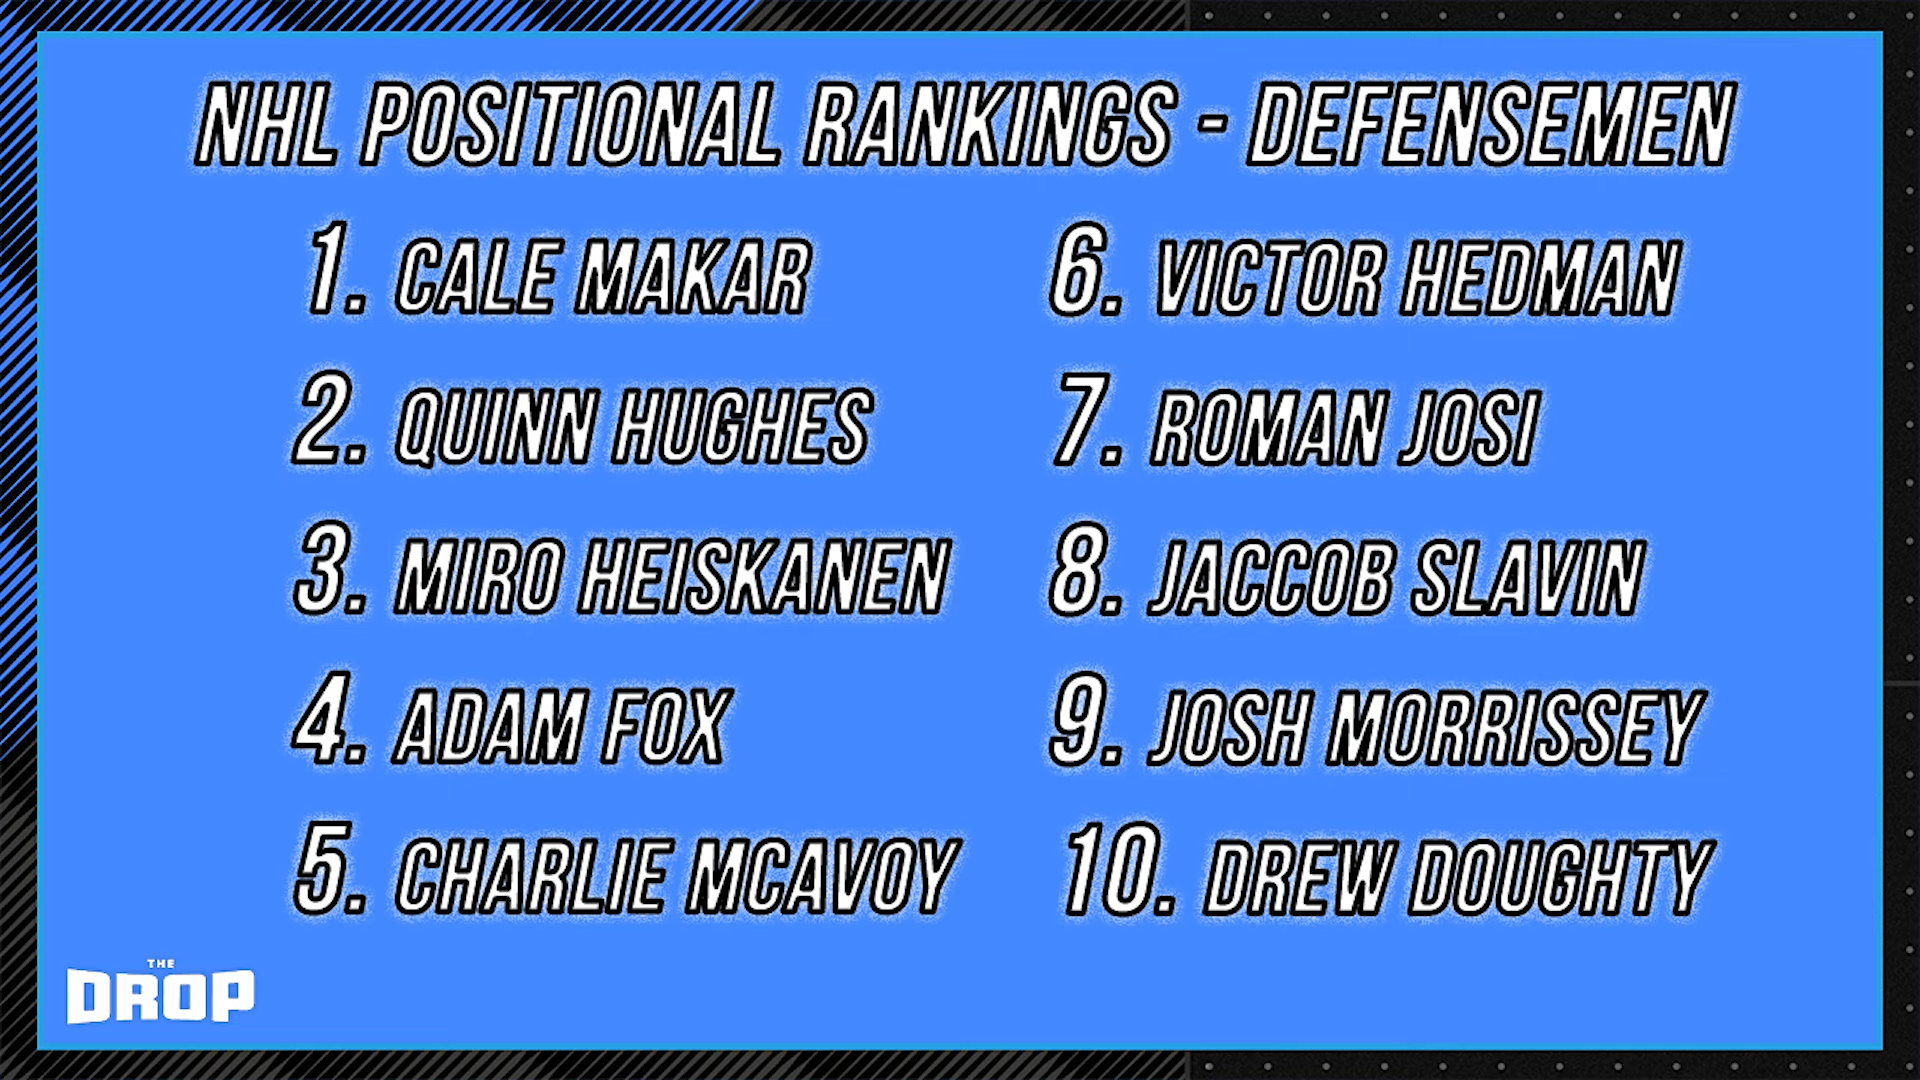 NHL POSITIONAL RANKINGS - DEFENSEMEN
1. CALE MAKAR
2. QUINN HUGHES
3. MIRO HEISKANEN
4. ADAM FOX
5. CHARLIE MCAVOY
6. VICTOR HEDMAN
7. ROMAN JOSI
8. JACCOB SLAVIN
9. JOSH MORRISSEY
10. DREW DOUGHTY
THE
DROP